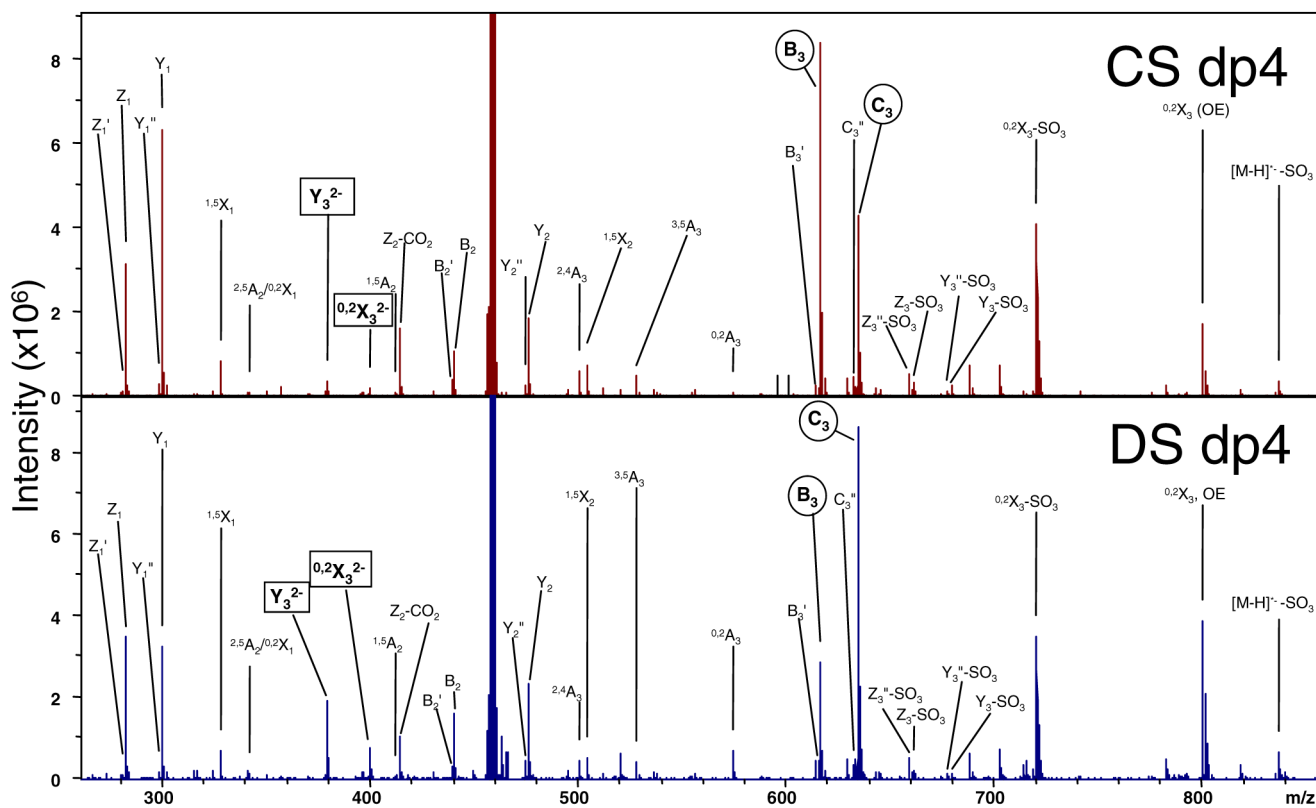 Intensity (x10⁶)
CS dp4
8
6
4
2
0
Z₁'
Z₁
Y₁''
Y₁
¹,⁵X₁
²,⁵A₂/⁰,²X₁
Y₃²⁻
⁰,²X₃²⁻
¹,⁵A₂
Z₂-CO₂
B₂'
B₂
Y₂''
Y₂
²,⁴A₃
¹,⁵X₂
³,⁵A₃
⁰,²A₃
B₃'
B₃
C₃''
C₃
Z₃''-SO₃
Z₃-SO₃
Y₃''-SO₃
Y₃-SO₃
⁰,²X₃-SO₃
⁰,²X₃ (OE)
[M-H]•⁻-SO₃
DS dp4
8
6
4
2
0
Z₁'
Z₁
Y₁''
Y₁
¹,⁵X₁
²,⁵A₂/⁰,²X₁
Y₃²⁻
⁰,²X₃²⁻
¹,⁵A₂
Z₂-CO₂
B₂'
B₂
Y₂''
Y₂
²,⁴A₃
¹,⁵X₂
³,⁵A₃
⁰,²A₃
B₃'
B₃
C₃''
C₃
Z₃''-SO₃
Z₃-SO₃
Y₃''-SO₃
Y₃-SO₃
⁰,²X₃-SO₃
⁰,²X₃, OE
[M-H]•⁻-SO₃
300 400 500 600 700 800 m/z